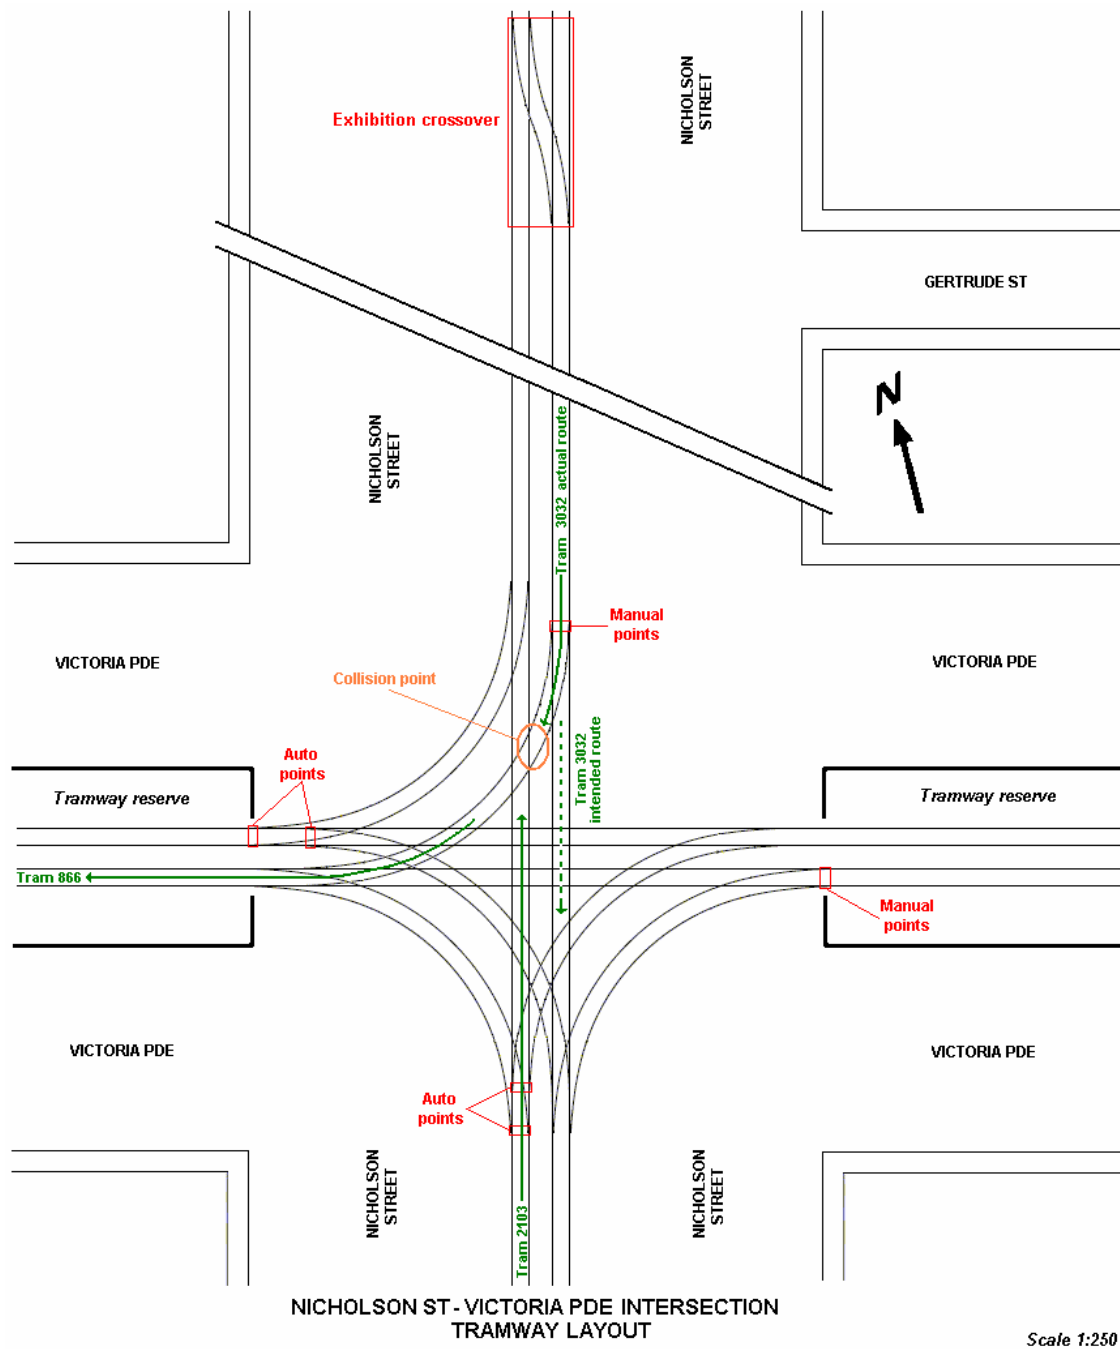 NICHOLSON
STREET
Exhibition crossover
GERTRUDE ST
N
NICHOLSON
STREET
Tram 3032 actual route
Manual
points
VICTORIA PDE
VICTORIA PDE
Collision point
Tram 3032
intended route
Auto
points
Tramway reserve
Tramway reserve
Tram 866
Manual
points
VICTORIA PDE
VICTORIA PDE
Auto
points
NICHOLSON
STREET
NICHOLSON
STREET
Tram 2103
NICHOLSON ST - VICTORIA PDE INTERSECTION
TRAMWAY LAYOUT
Scale 1:250